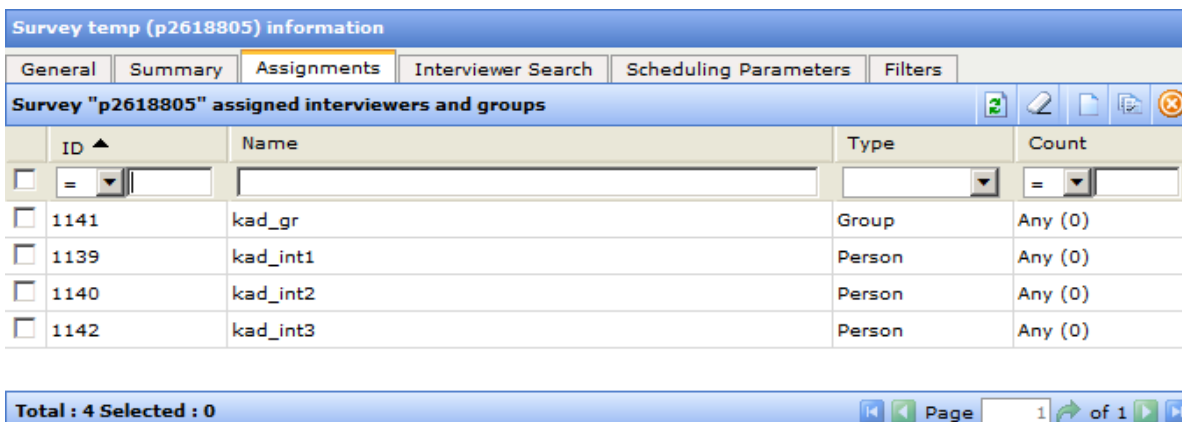 Survey temp (p2618805) information
General Summary Assignments Interviewer Search Scheduling Parameters Filters
Survey "p2618805" assigned interviewers and groups
ID Name Type Count
= =
1141 kad_gr Group Any (0)
1139 kad_int1 Person Any (0)
1140 kad_int2 Person Any (0)
1142 kad_int3 Person Any (0)
Total : 4 Selected : 0 Page 1 of 1